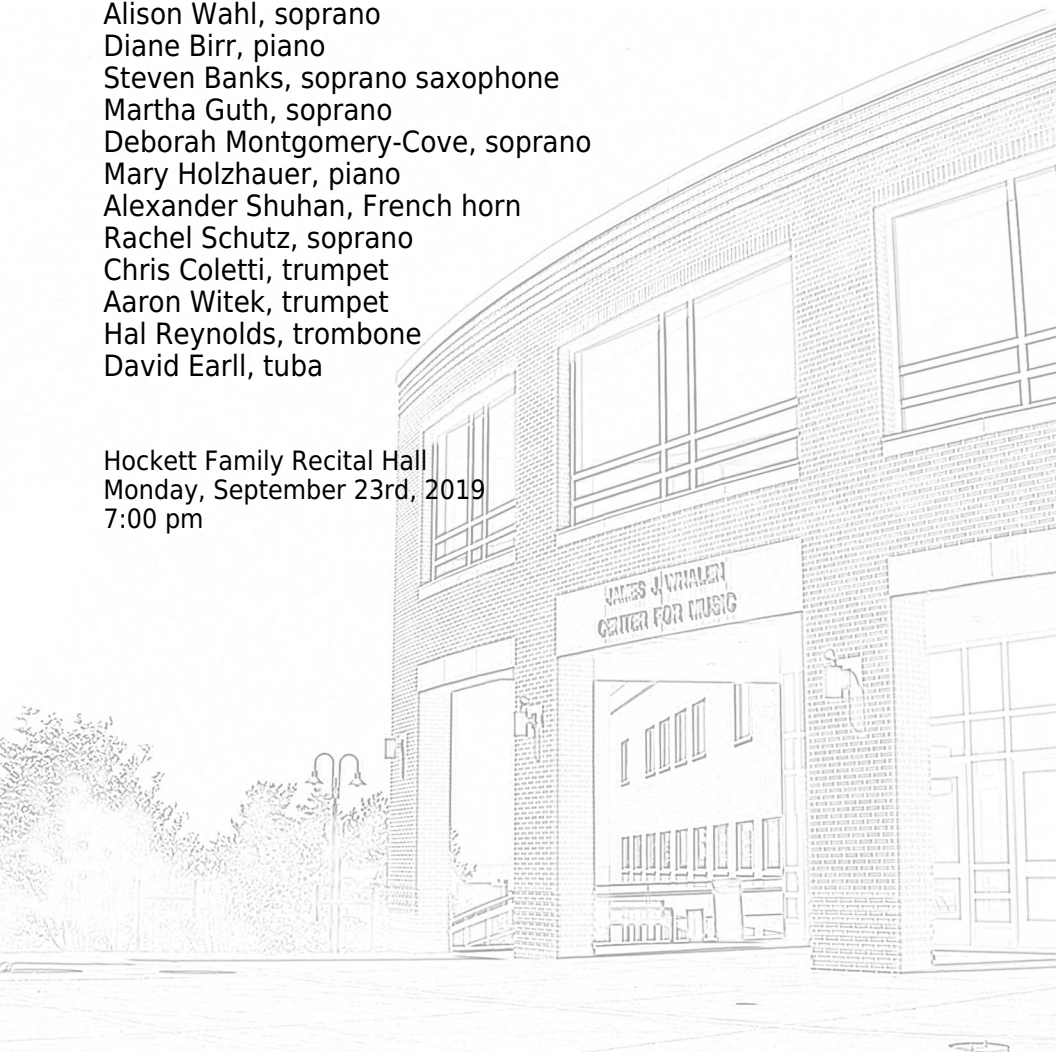 Alison Wahl, soprano
Diane Birr, piano
Steven Banks, soprano saxophone
Martha Guth, soprano
Deborah Montgomery-Cove, soprano
Mary Holzhauer, piano
Alexander Shuhan, French horn
Rachel Schutz, soprano
Chris Coletti, trumpet
Aaron Witek, trumpet
Hal Reynolds, trombone
David Earll, tuba
Hockett Family Recital Hall
Monday, September 23rd, 2019
7:00 pm
JAMES J. WHALEN
CENTER FOR MUSIC